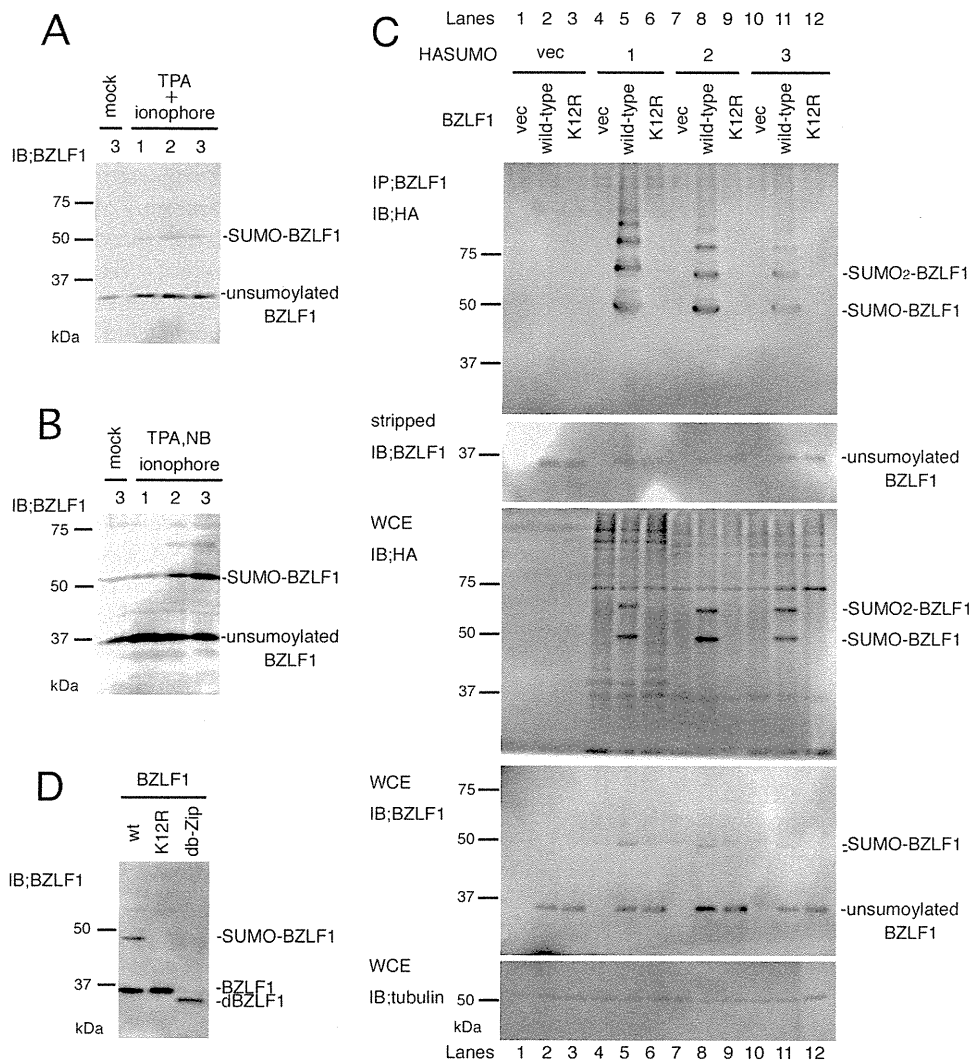 A
mock
TPA
+
ionophore
3 1 2 3
IB;BZLF1
75
50
37
kDa
-SUMO-BZLF1
-unsumoylated
BZLF1
B
mock
TPA,NB
ionophore
3 1 2 3
IB;BZLF1
75
50
37
kDa
-SUMO-BZLF1
-unsumoylated
BZLF1
D
BZLF1
wt
K12R
db-Zip
IB;BZLF1
50
37
kDa
-SUMO-BZLF1
-BZLF1
-dBZLF1
C
Lanes 1 2 3 4 5 6 7 8 9 10 11 12
HASUMO vec 1 2 3
BZLF1 vec wild-type K12R vec wild-type K12R vec wild-type K12R vec wild-type K12R
IP;BZLF1
IB;HA
75
50
37
-SUMO2-BZLF1
-SUMO-BZLF1
stripped
IB;BZLF1
37
-unsumoylated
BZLF1
WCE
IB;HA
75
50
37
-SUMO2-BZLF1
-SUMO-BZLF1
WCE
IB;BZLF1
75
50
37
-SUMO-BZLF1
-unsumoylated
BZLF1
WCE
IB;tubulin
50
kDa
Lanes 1 2 3 4 5 6 7 8 9 10 11 12